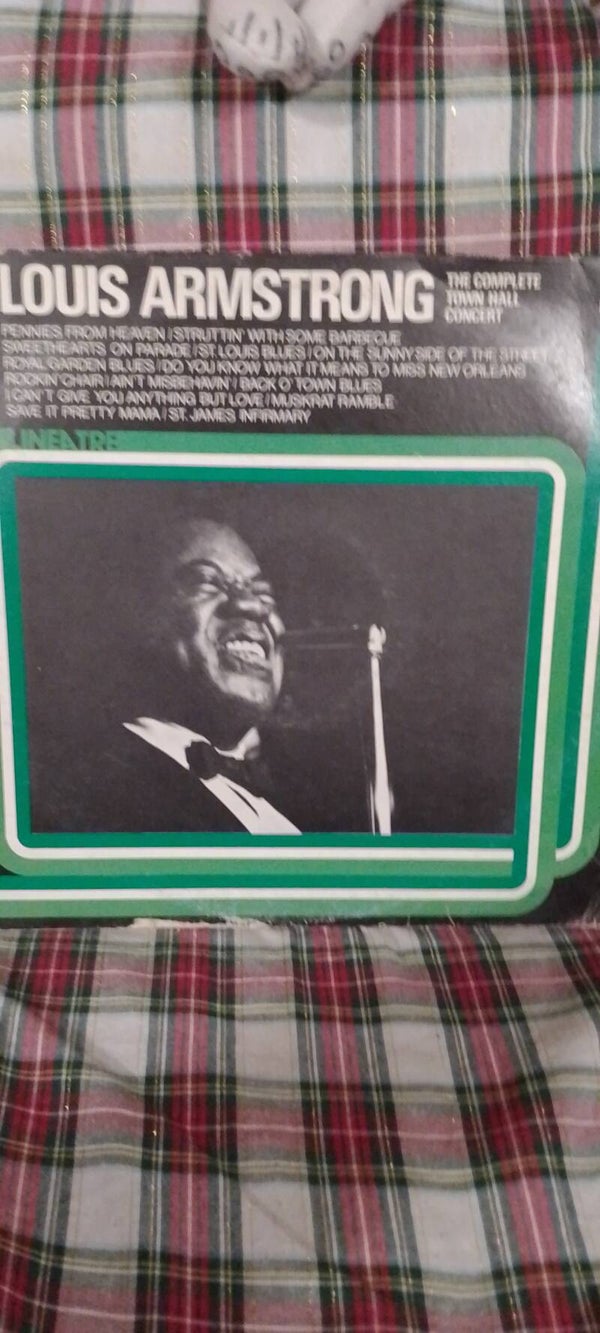 LOUIS ARMSTRONG
THE COMPLETE
TOWN HALL
CONCERT
PENNIES FROM HEAVEN / STRUTTIN' WITH SOME BARBECUE
SWEETHEARTS ON PARADE / ST. LOUIS BLUES / ON THE SUNNY SIDE OF THE STREET
ROYAL GARDEN BLUES / DO YOU KNOW WHAT IT MEANS TO MISS NEW ORLEANS
ROCKIN' CHAIR / AIN'T MISBEHAVIN' / BACK O' TOWN BLUES
I CAN'T GIVE YOU ANYTHING BUT LOVE / MUSKRAT RAMBLE
SAVE IT PRETTY MAMA / ST. JAMES INFIRMARY
LINEATRE